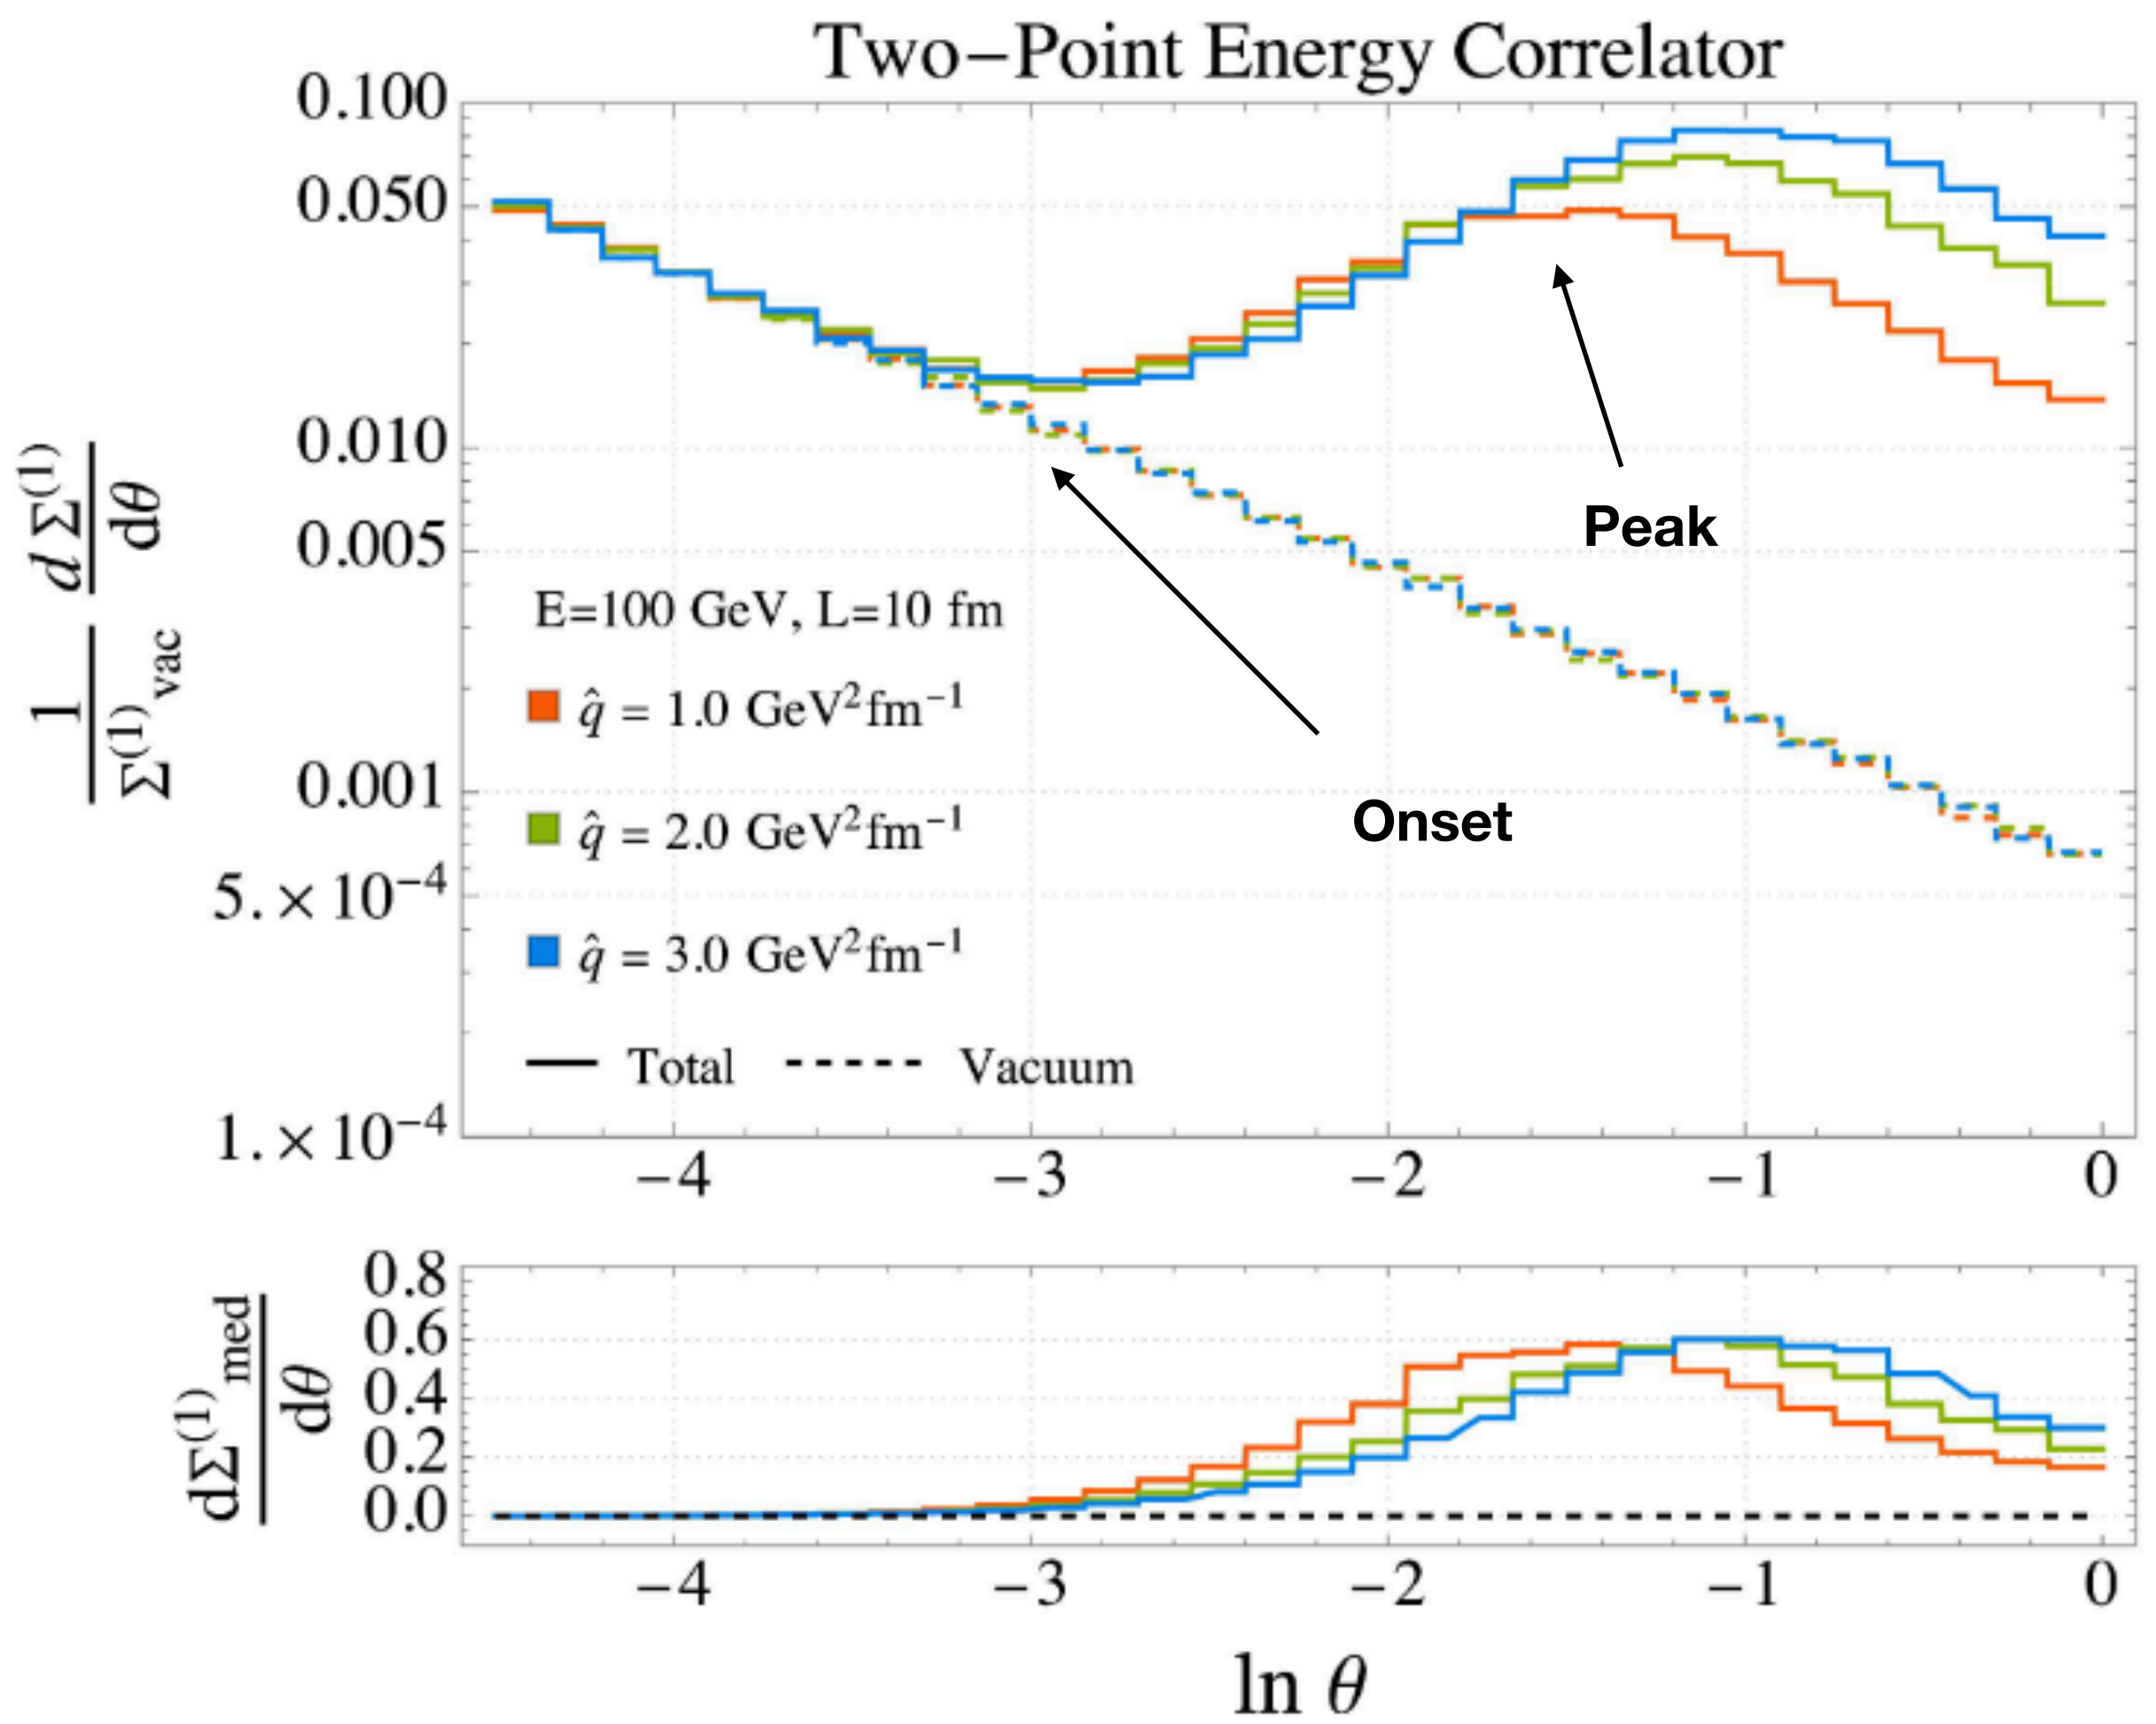 Two−Point Energy Correlator
0.100
0.050
0.010
0.005
0.001
5.×10⁻⁴
1.×10⁻⁴
1 dΣ⁽¹⁾
Σ⁽¹⁾vac dθ
Peak
Onset
E=100 GeV, L=10 fm
q̂ = 1.0 GeV²fm⁻¹
q̂ = 2.0 GeV²fm⁻¹
q̂ = 3.0 GeV²fm⁻¹
Total Vacuum
−4 −3 −2 −1 0
dΣ⁽¹⁾med
dθ
0.8
0.6
0.4
0.2
0.0
−4 −3 −2 −1 0
ln θ